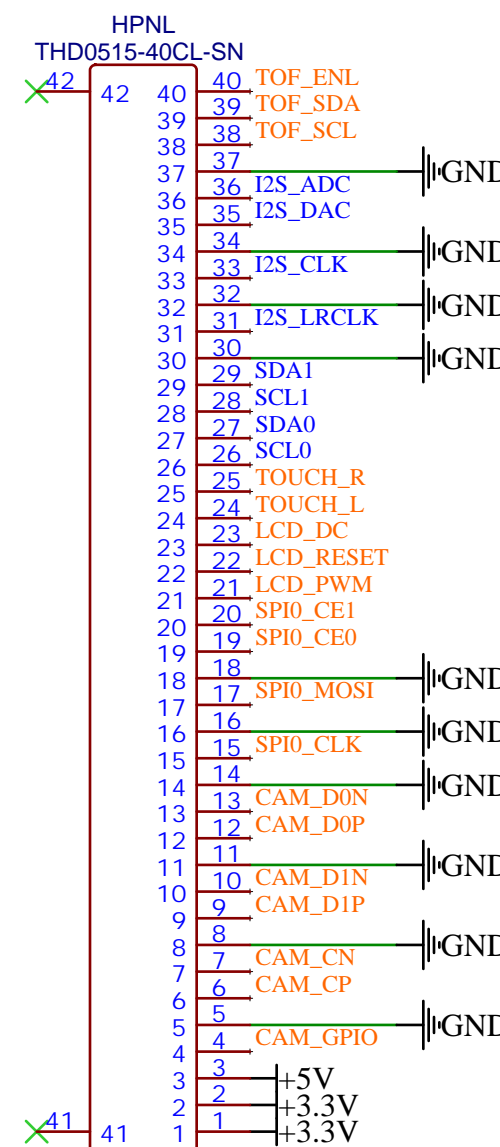 HPNL
THD0515-40CL-SN
42 42 40 40 TOF_ENL
39 39 TOF_SDA
38 38 TOF_SCL
37 37 GND
36 36 I2S_ADC
35 35 I2S_DAC
34 34 GND
33 33 I2S_CLK
32 32 GND
31 31 I2S_LRCLK
30 30 GND
29 29 SDA1
28 28 SCL1
27 27 SDA0
26 26 SCL0
25 25 TOUCH_R
24 24 TOUCH_L
23 23 LCD_DC
22 22 LCD_RESET
21 21 LCD_PWM
20 20 SPI0_CE1
19 19 SPI0_CE0
18 18 GND
17 17 SPI0_MOSI
16 16 GND
15 15 SPI0_CLK
14 14 GND
13 13 CAM_D0N
12 12 CAM_D0P
11 11 GND
10 10 CAM_D1N
9 9 CAM_D1P
8 8 GND
7 7 CAM_CN
6 6 CAM_CP
5 5 GND
4 4 CAM_GPIO
3 3 +5V
2 2 +3.3V
41 41 1 1 +3.3V